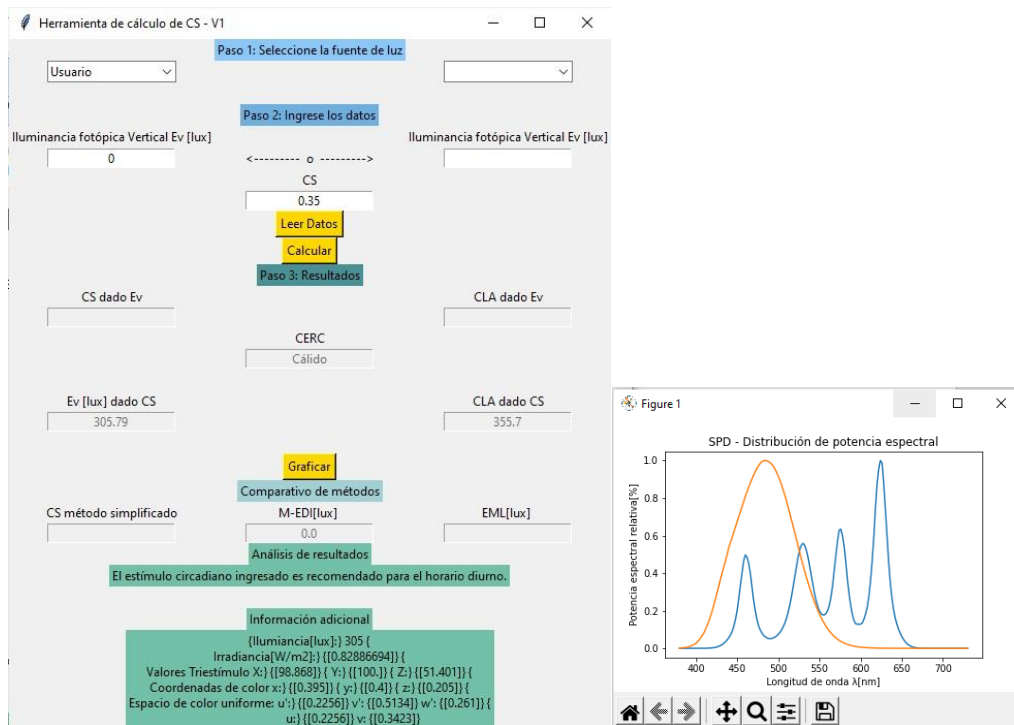 Herramienta de cálculo de CS - V1
Paso 1: Seleccione la fuente de luz
Usuario
Paso 2: Ingrese los datos
Iluminancia fotópica Vertical Ev [lux]
Iluminancia fotópica Vertical Ev [lux]
0
<--------- o --------->
CS
0.35
Leer Datos
Calcular
Paso 3: Resultados
CS dado Ev
CLA dado Ev
CERC
Cálido
Ev [lux] dado CS
CLA dado CS
305.79
355.7
Graficar
Comparativo de métodos
CS método simplificado
M-EDI[lux]
EML[lux]
0.0
Análisis de resultados
El estímulo circadiano ingresado es recomendado para el horario diurno.
Información adicional
{Ilumiancia[lux]:} 305 {
Irradiancia[W/m2]:} {[0.82886694]} {
Valores Triestímulo X:} {[98.868]} { Y:} {[100.]} { Z:} {[51.401]} {
Coordenadas de color x:} {[0.395]} { y:} {[0.4]} { z:} {[0.205]} {
Espacio de color uniforme: u':} {[0.2256]} v':} {[0.5134]} w':} {[0.261]} {
u:} {[0.2256]} v: {[0.3423]}
Figure 1
SPD - Distribución de potencia espectral
Potencia espectral relativa[%]
1.0
0.8
0.6
0.4
0.2
0.0
400 450 500 550 600 650 700
Longitud de onda λ[nm]